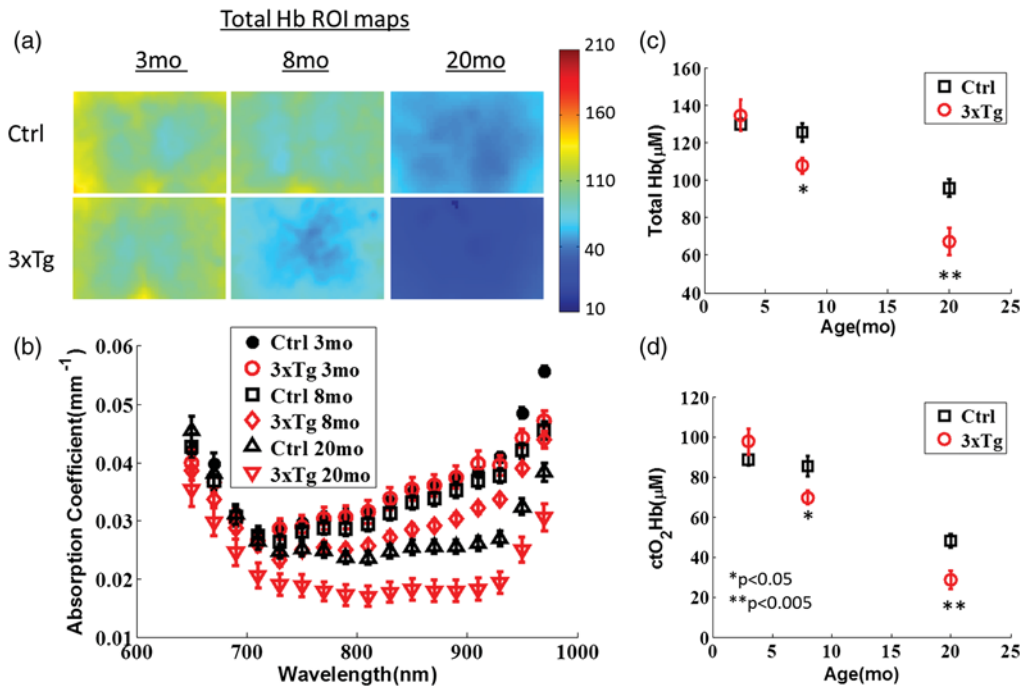 (a)
Total Hb ROI maps
3mo 8mo 20mo
Ctrl
3xTg
210
160
110
80
40
10
(b)
Absorption Coefficient(mm⁻¹)
0.06
0.05
0.04
0.03
0.02
0.01
600 700 800 900 1000
Wavelength(nm)
Ctrl 3mo
3xTg 3mo
Ctrl 8mo
3xTg 8mo
Ctrl 20mo
3xTg 20mo
(c)
Total Hb(µM)
160
140
120
100
80
60
40
0 5 10 15 20 25
Age(mo)
Ctrl
3xTg
*
**
(d)
ctO₂Hb(µM)
120
100
80
60
40
20
0
0 5 10 15 20 25
Age(mo)
Ctrl
3xTg
*
**
*p<0.05
**p<0.005